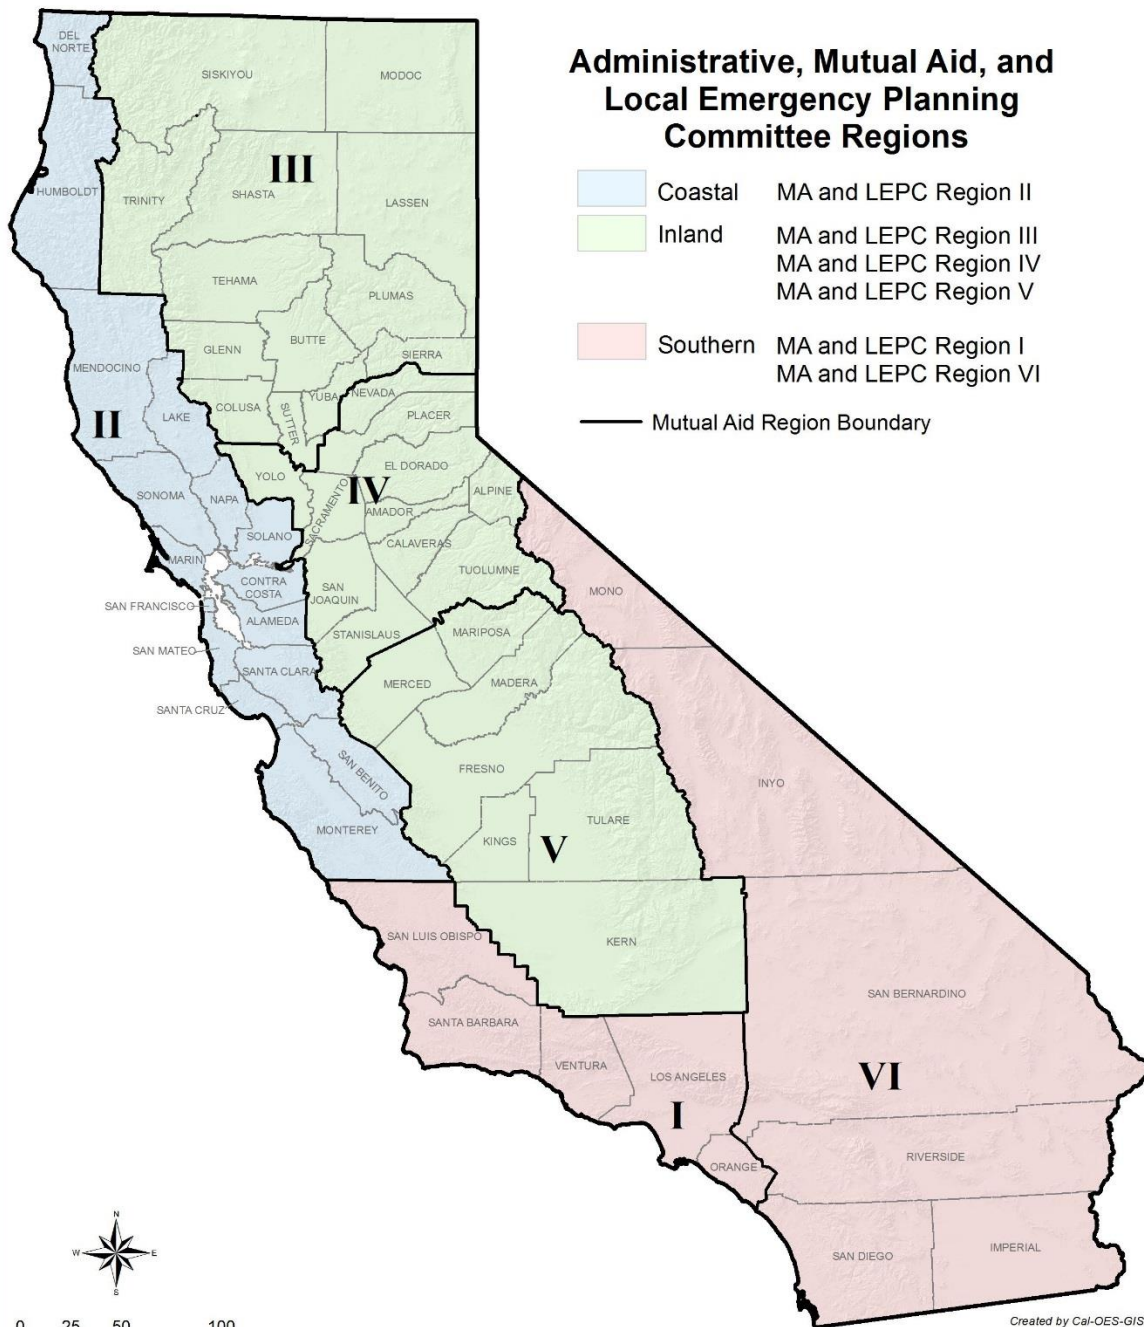 Administrative, Mutual Aid, and
Local Emergency Planning
Committee Regions
Coastal MA and LEPC Region II
Inland MA and LEPC Region III
MA and LEPC Region IV
MA and LEPC Region V
Southern MA and LEPC Region I
MA and LEPC Region VI
Mutual Aid Region Boundary
DEL
NORTE
SISKIYOU
MODOC
III
HUMBOLDT
TRINITY
SHASTA
LASSEN
TEHAMA
PLUMAS
GLENN
BUTTE
SIERRA
MENDOCINO
LAKE
COLUSA
SUTTER
YUBA
NEVADA
PLACER
II
YOLO
EL DORADO
SONOMA
NAPA
SACRAMENTO
IV
ALPINE
AMADOR
SOLANO
CALAVERAS
MARIN
TUOLUMNE
CONTRA
COSTA
SAN
JOAQUIN
MONO
SAN FRANCISCO
ALAMEDA
STANISLAUS
MARIPOSA
SAN MATEO
SANTA CLARA
MERCED
MADERA
SANTA CRUZ
SAN BENITO
FRESNO
INYO
MONTEREY
KINGS
TULARE
V
SAN LUIS OBISPO
KERN
SAN BERNARDINO
SANTA BARBARA
VENTURA
LOS ANGELES
VI
I
ORANGE
RIVERSIDE
SAN DIEGO
IMPERIAL
N
W E
S
0 25 50 100
Created by Cal-OES-GIS